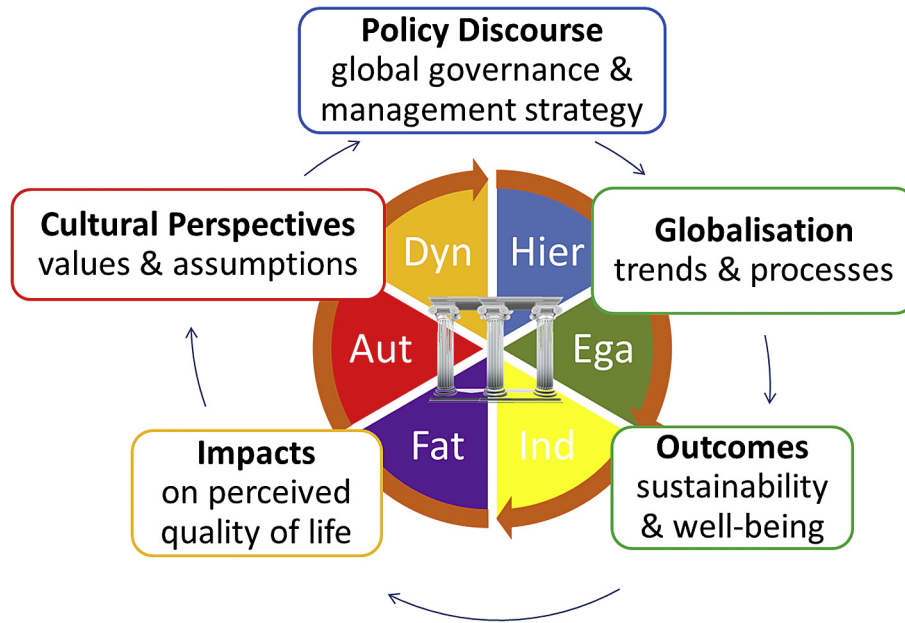 Policy Discourse
global governance &
management strategy
Cultural Perspectives
values & assumptions
Dyn
Hier
Globalisation
trends & processes
Aut
Ega
Fat
Ind
Impacts
on perceived
quality of life
Outcomes
sustainability
& well-being